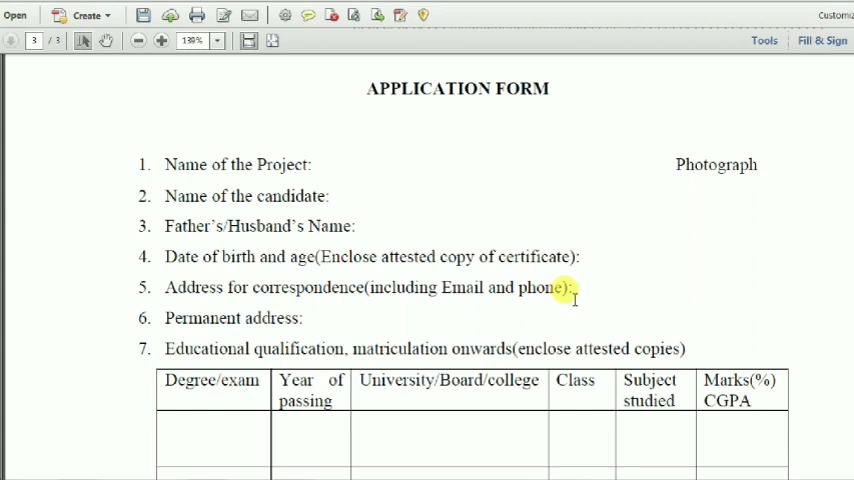 Open Create Customiz
3 / 3 139% Tools Fill & Sign
APPLICATION FORM
1. Name of the Project: Photograph
2. Name of the candidate:
3. Father's/Husband's Name:
4. Date of birth and age(Enclose attested copy of certificate):
5. Address for correspondence(including Email and phone):
6. Permanent address:
7. Educational qualification, matriculation onwards(enclose attested copies)
Degree/exam Year of University/Board/college Class Subject Marks(%)
passing studied CGPA